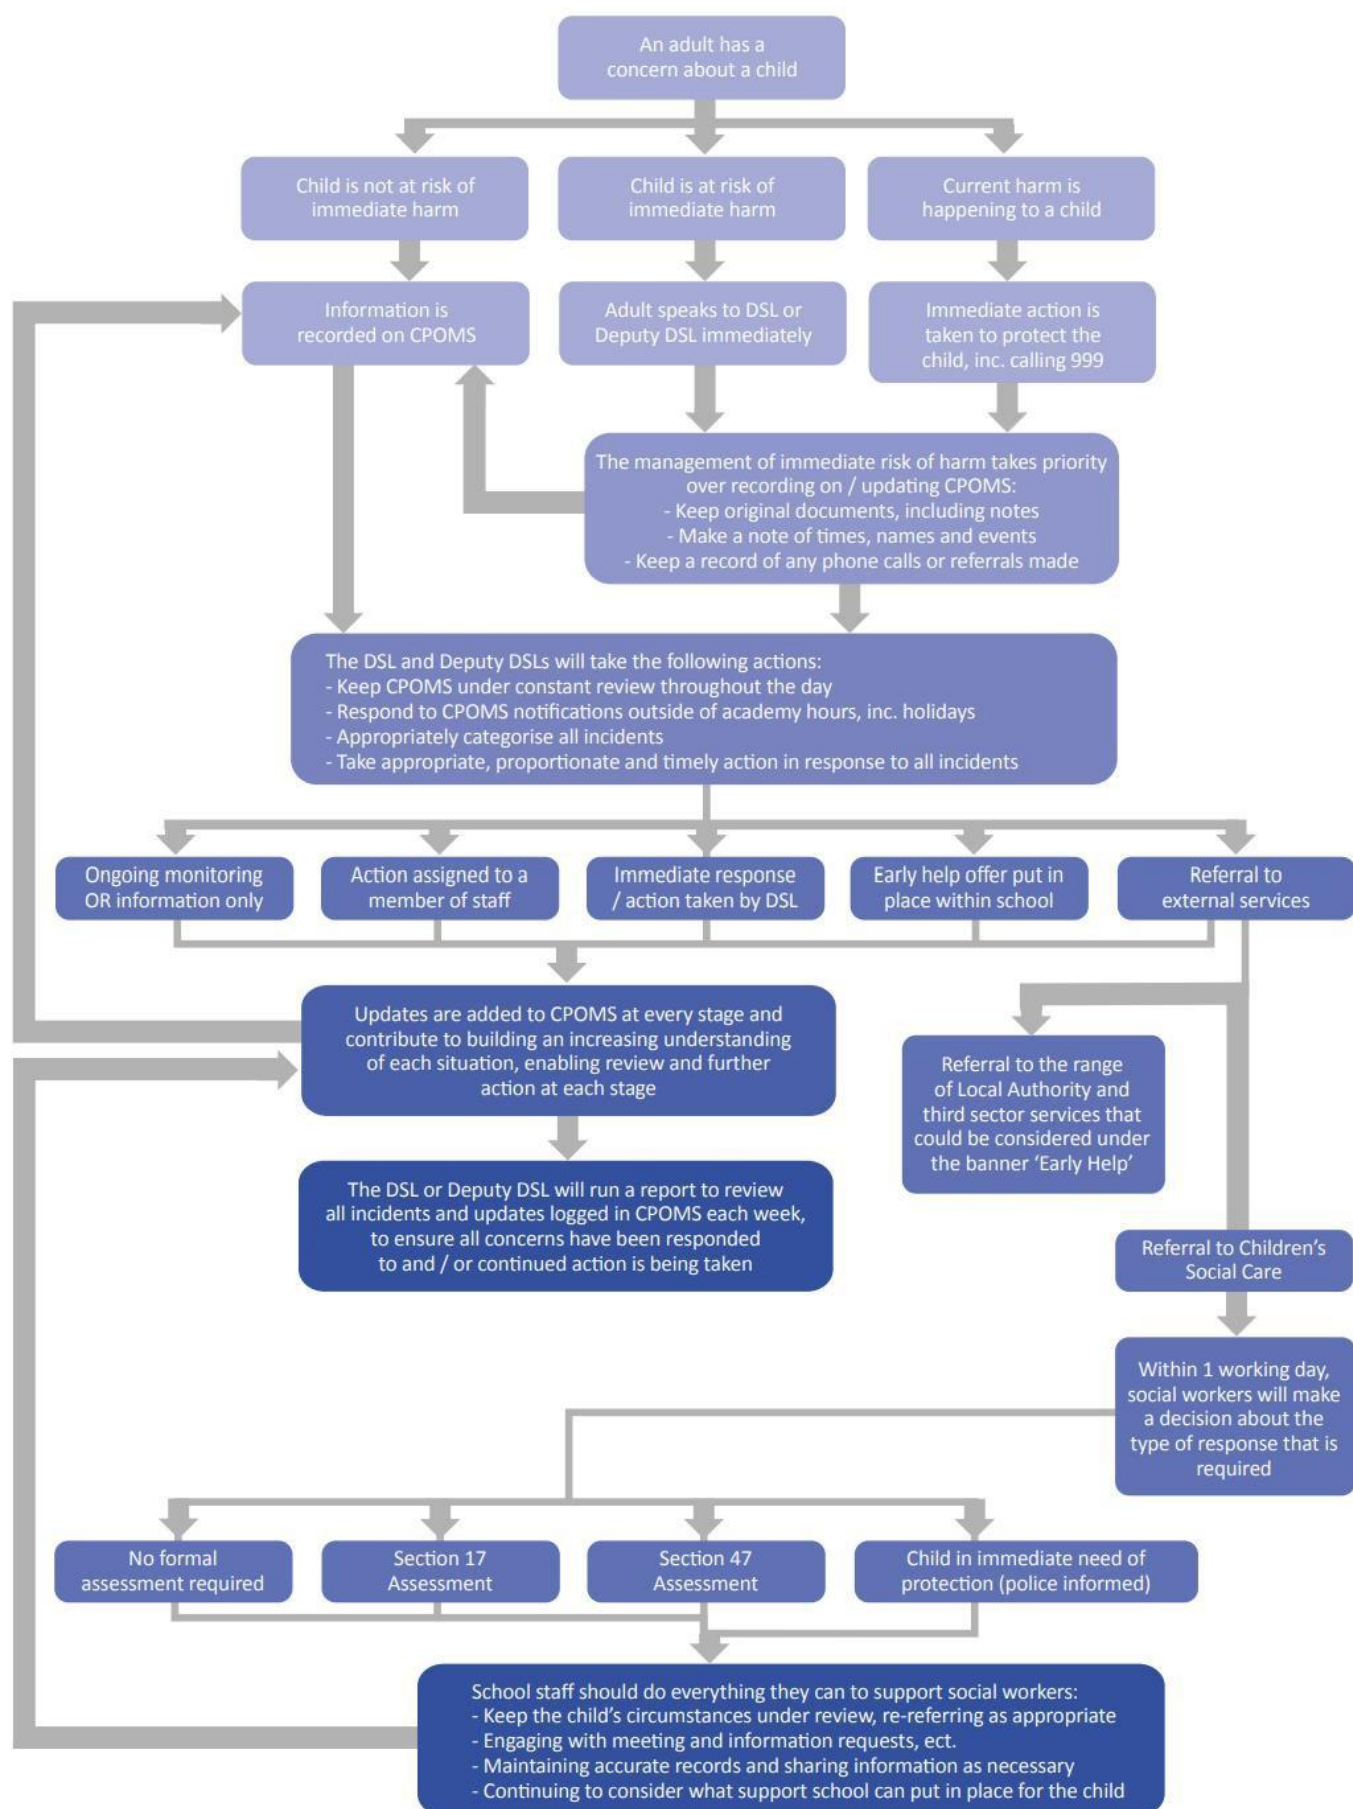 An adult has a
concern about a child
Child is not at risk of
immediate harm
Child is at risk of
immediate harm
Current harm is
happening to a child
Information is
recorded on CPOMS
Adult speaks to DSL or
Deputy DSL immediately
Immediate action is
taken to protect the
child, inc. calling 999
The management of immediate risk of harm takes priority
over recording on / updating CPOMS:
- Keep original documents, including notes
- Make a note of times, names and events
- Keep a record of any phone calls or referrals made
The DSL and Deputy DSLs will take the following actions:
- Keep CPOMS under constant review throughout the day
- Respond to CPOMS notifications outside of academy hours, inc. holidays
- Appropriately categorise all incidents
- Take appropriate, proportionate and timely action in response to all incidents
Ongoing monitoring
OR information only
Action assigned to a
member of staff
Immediate response
/ action taken by DSL
Early help offer put in
place within school
Referral to
external services
Updates are added to CPOMS at every stage and
contribute to building an increasing understanding
of each situation, enabling review and further
action at each stage
Referral to the range
of Local Authority and
third sector services that
could be considered under
the banner ‘Early Help’
The DSL or Deputy DSL will run a report to review
all incidents and updates logged in CPOMS each week,
to ensure all concerns have been responded
to and / or continued action is being taken
Referral to Children’s
Social Care
Within 1 working day,
social workers will make
a decision about the
type of response that is
required
No formal
assessment required
Section 17
Assessment
Section 47
Assessment
Child in immediate need of
protection (police informed)
School staff should do everything they can to support social workers:
- Keep the child’s circumstances under review, re-referring as appropriate
- Engaging with meeting and information requests, ect.
- Maintaining accurate records and sharing information as necessary
- Continuing to consider what support school can put in place for the child